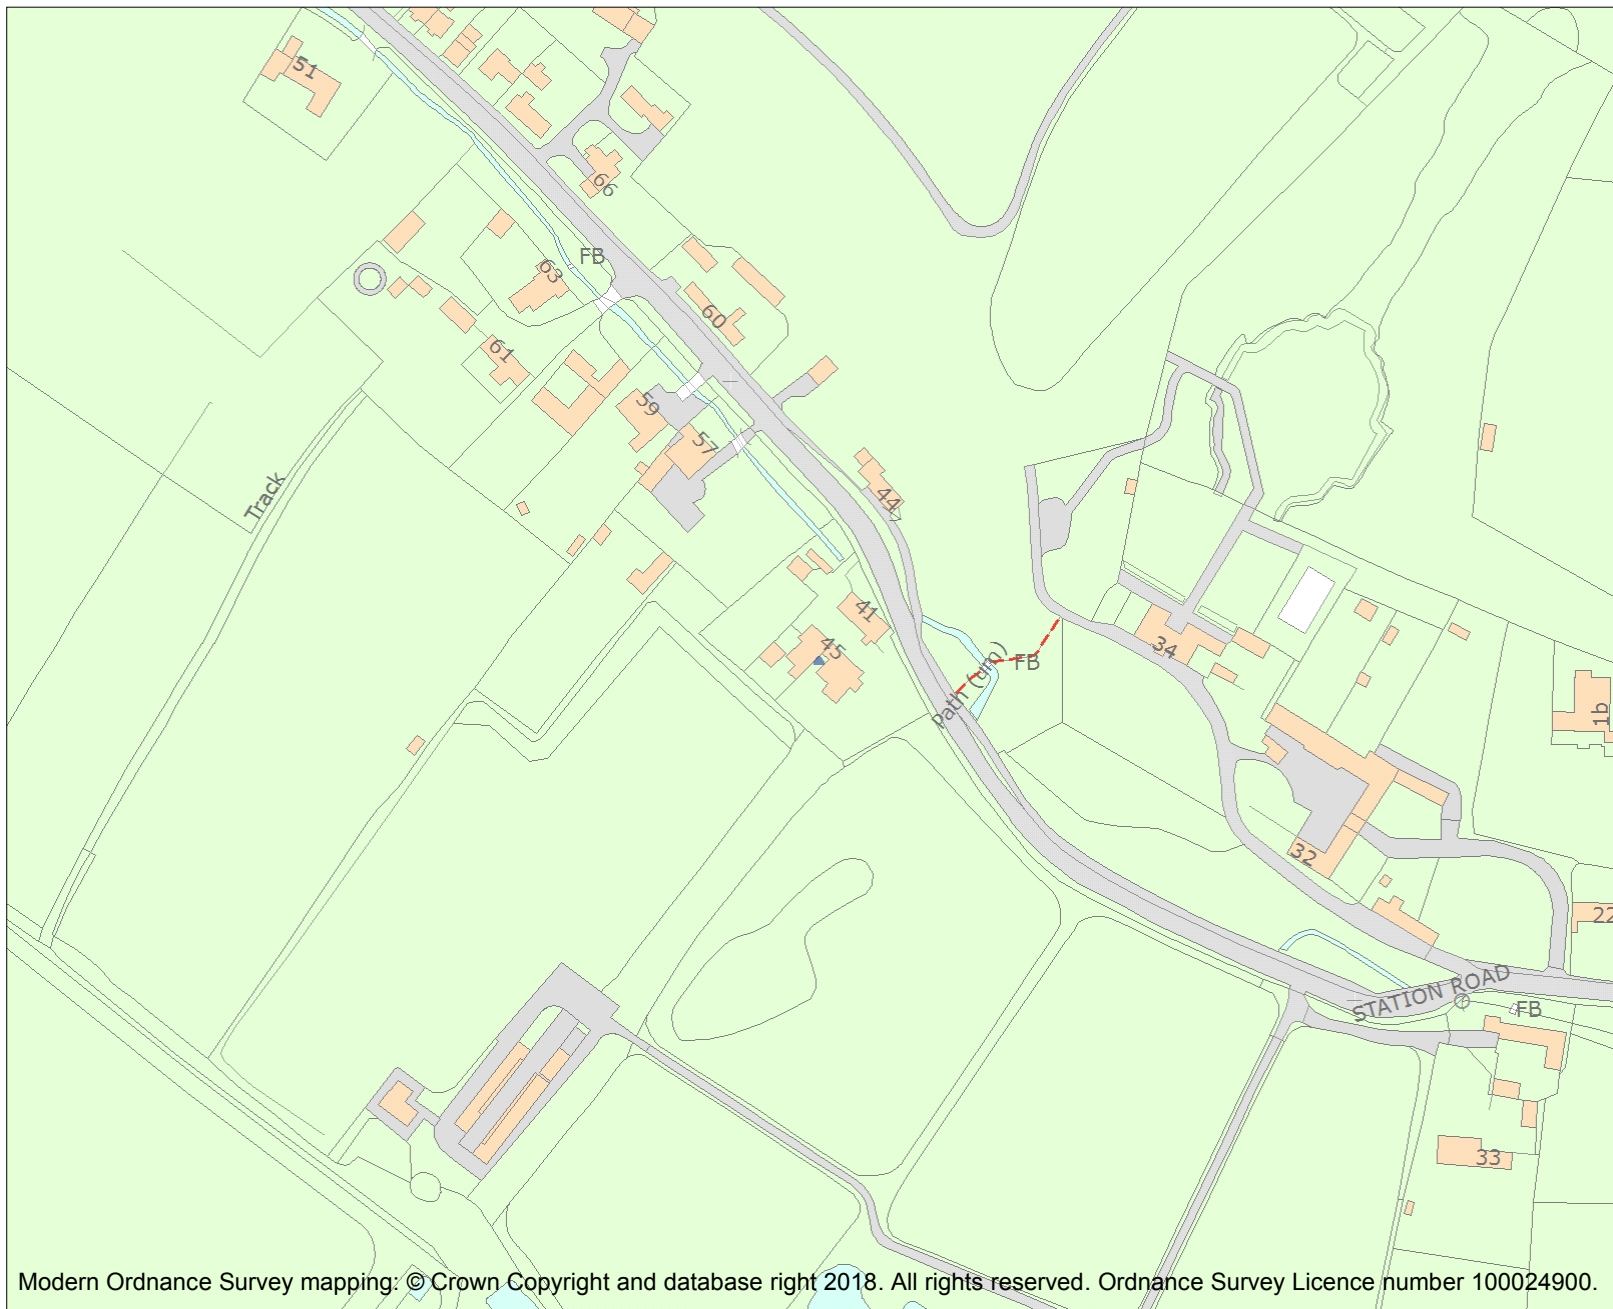 51
66
FB
63
60
61
59
57
Track
44
41
45
path (um)
FB
34
1b
32
22
STATION ROAD
FB
33
Modern Ordnance Survey mapping: © Crown Copyright and database right 2018. All rights reserved. Ordnance Survey Licence number 100024900.